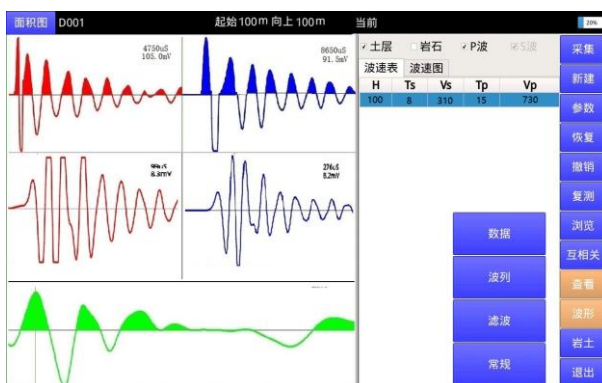 面积图 D001 起始100m 向上 100m 当前 20%
4750uS
105.0mV
8650uS
91.5mV
8.3mV
276uS
8.2mV
土层 岩石 P波 S波
波速表 波速图
H Ts Vs Tp Vp
100 8 310 15 730
数据
波列
滤波
常规
采集
新建
参数
恢复
撤销
复测
浏览
互相关
查看
波形
岩土
退出